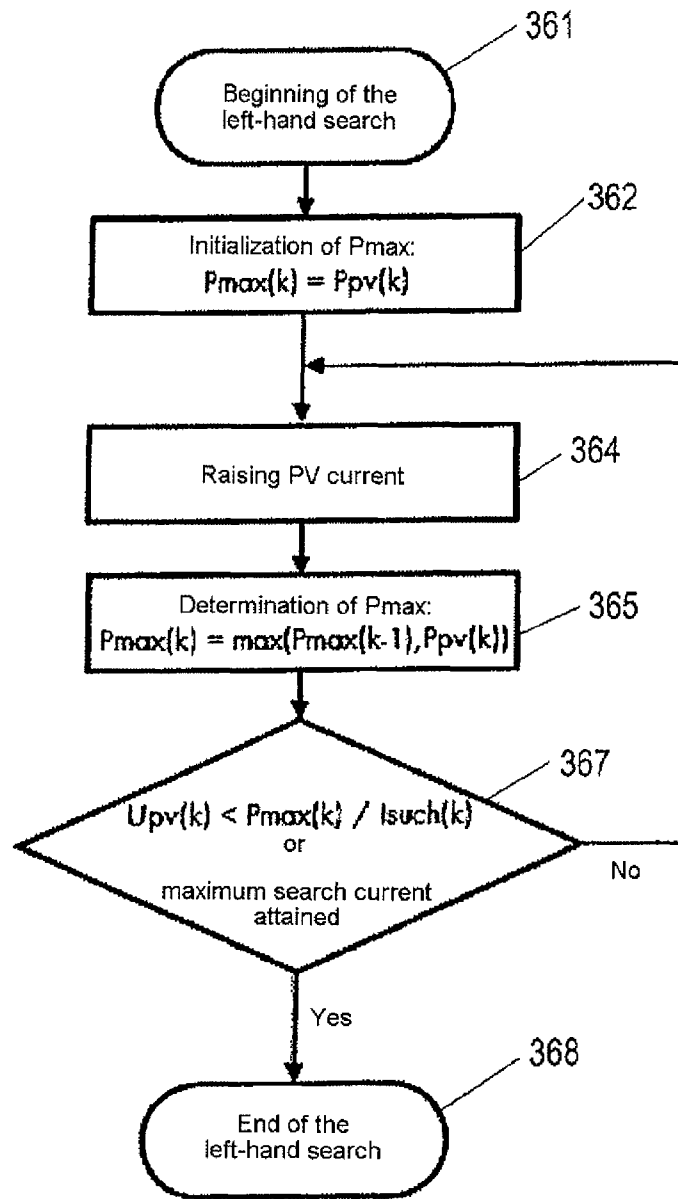 361
Beginning of the
left-hand search
362
Initialization of Pmax:
Pmax(k) = Ppv(k)
364
Raising PV current
Determination of Pmax:
365
Pmax(k) = max(Pmax(k-1),Ppv(k))
367
Upv(k) < Pmax(k) / Isuch(k)
or
No
maximum search current
attained
Yes
368
End of the
left-hand search